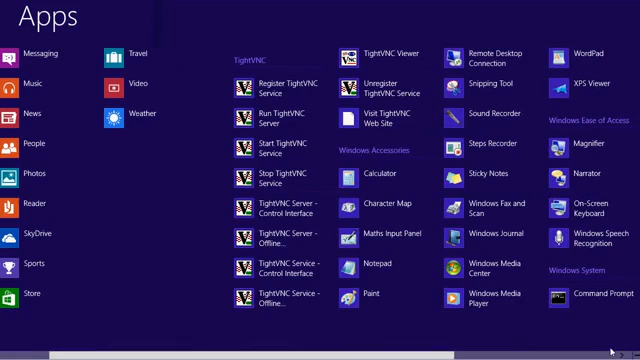 Apps
Messaging
Music
News
People
Photos
Reader
SkyDrive
Sports
Store
Travel
Video
Weather
TightVNC
Register TightVNC
Service
Run TightVNC
Server
Start TightVNC
Service
Stop TightVNC
Service
TightVNC Server -
Control Interface
TightVNC Server -
Offline...
TightVNC Service -
Control Interface
TightVNC Service -
Offline...
TightVNC Viewer
Unregister
TightVNC Service
Visit TightVNC
Web Site
Windows Accessories
Calculator
Character Map
Maths Input Panel
Notepad
Paint
Remote Desktop
Connection
Snipping Tool
Sound Recorder
Steps Recorder
Sticky Notes
Windows Fax and
Scan
Windows Journal
Windows Media
Center
Windows Media
Player
WordPad
XPS Viewer
Windows Ease of Access
Magnifier
Narrator
On-Screen
Keyboard
Windows Speech
Recognition
Windows System
Command Prompt